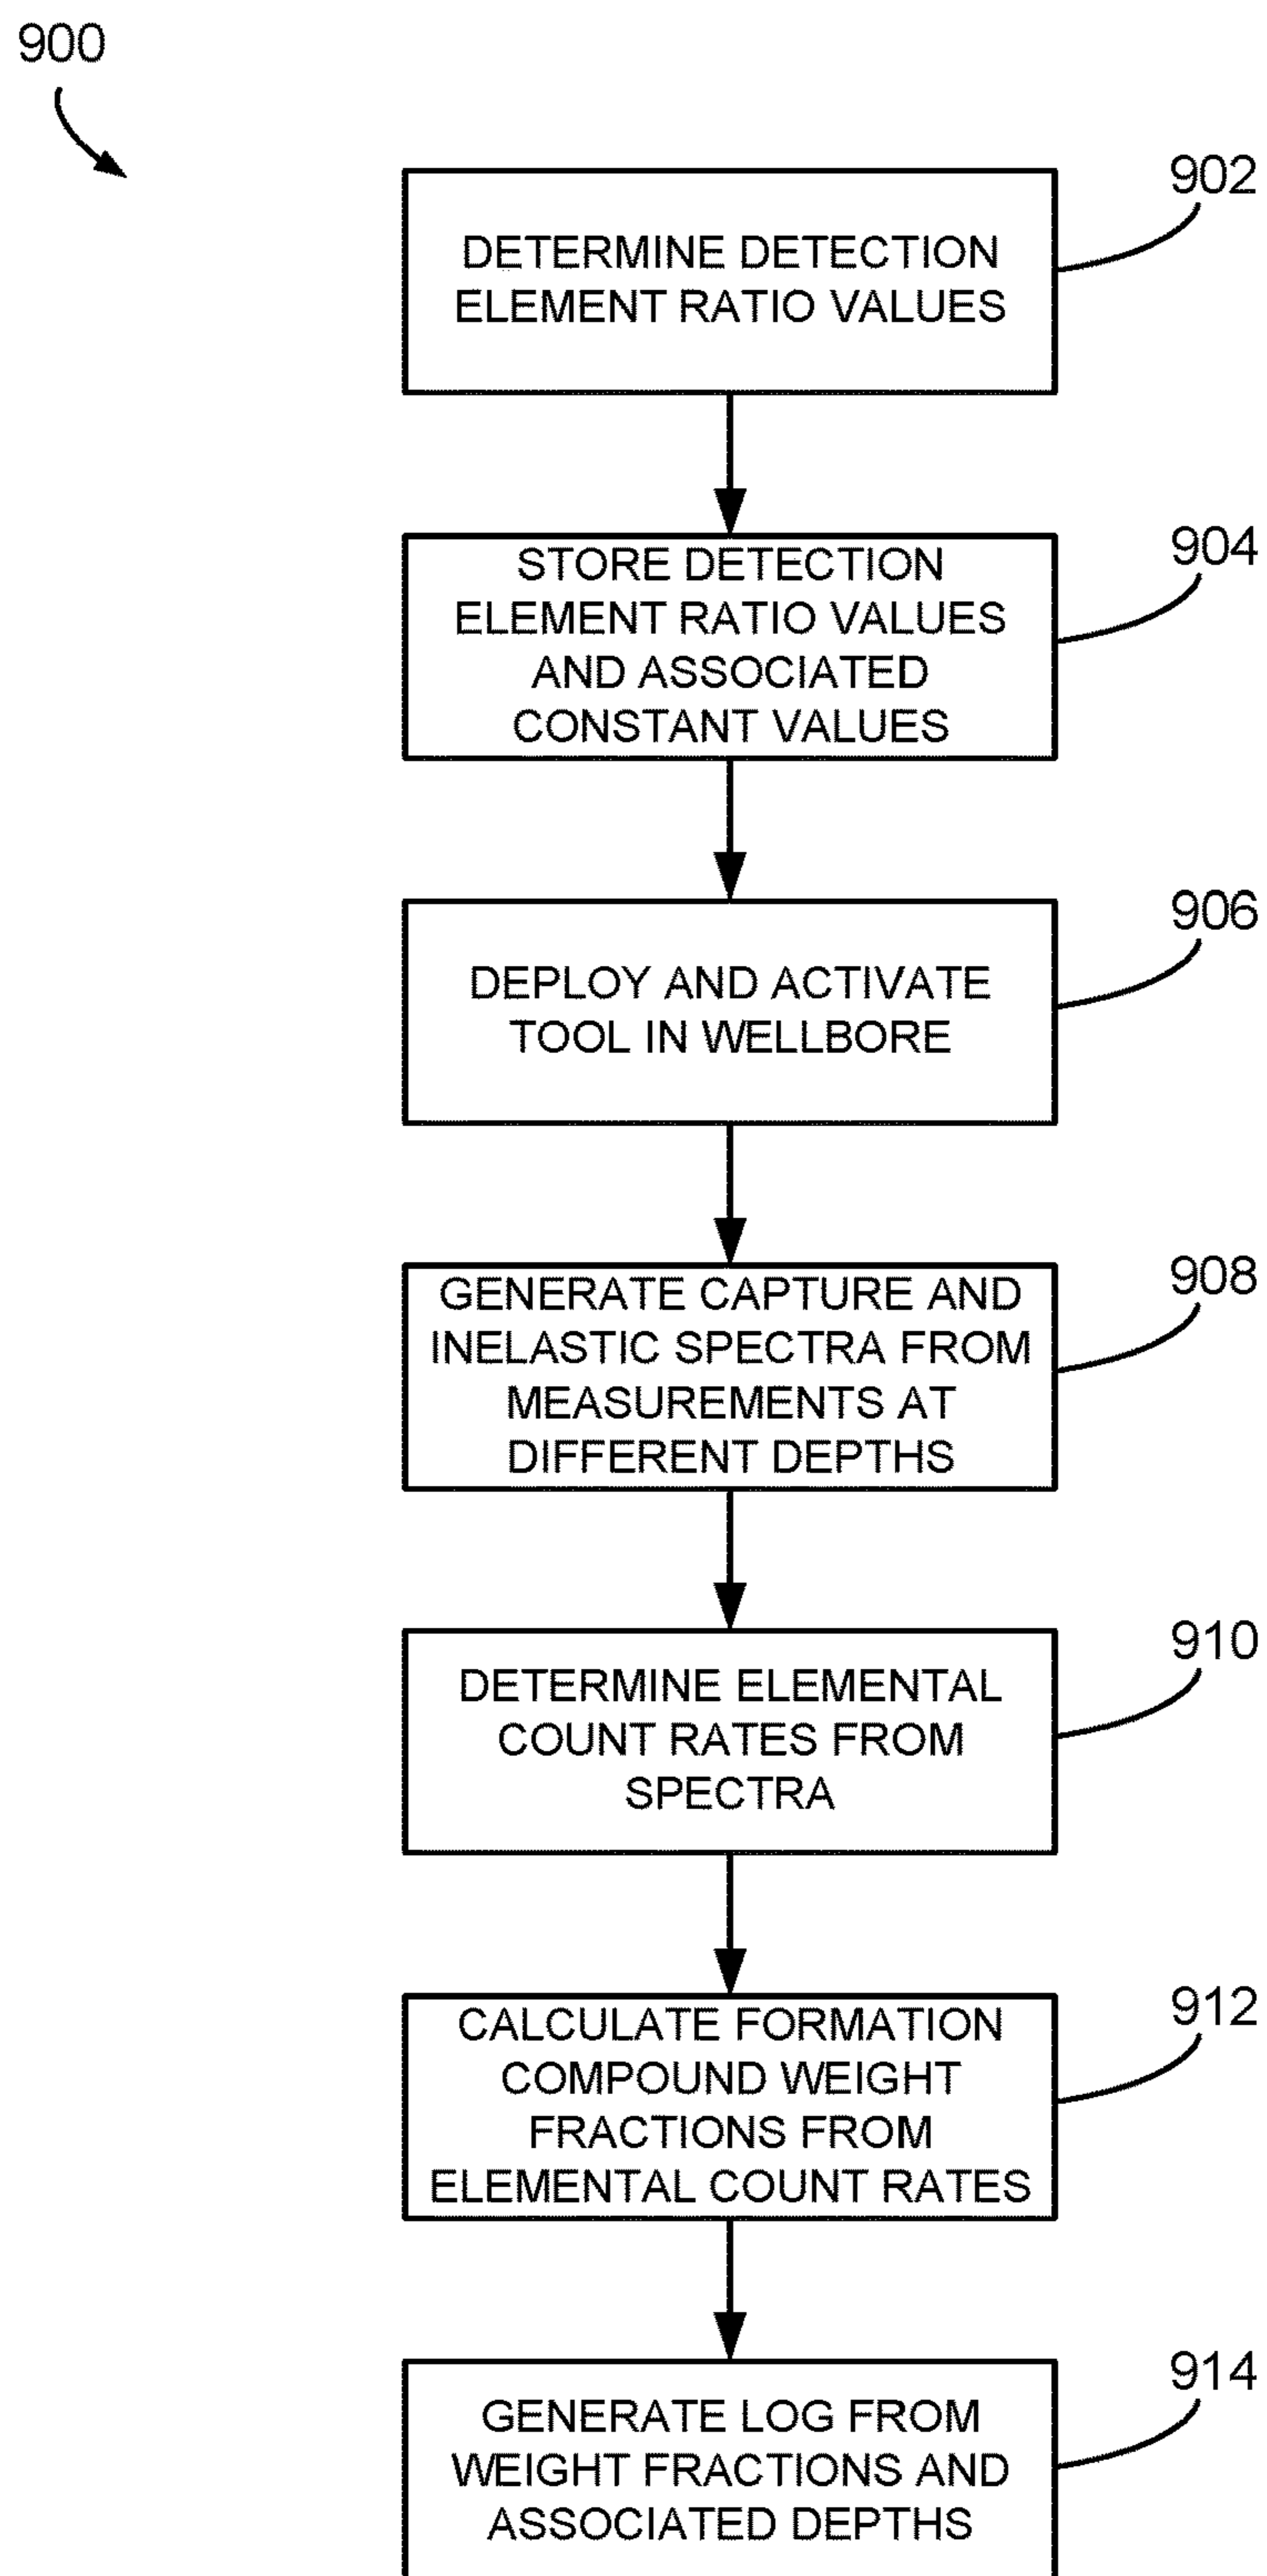 900
902
DETERMINE DETECTION
ELEMENT RATIO VALUES
904
STORE DETECTION
ELEMENT RATIO VALUES
AND ASSOCIATED
CONSTANT VALUES
906
DEPLOY AND ACTIVATE
TOOL IN WELLBORE
908
GENERATE CAPTURE AND
INELASTIC SPECTRA FROM
MEASUREMENTS AT
DIFFERENT DEPTHS
910
DETERMINE ELEMENTAL
COUNT RATES FROM
SPECTRA
912
CALCULATE FORMATION
COMPOUND WEIGHT
FRACTIONS FROM
ELEMENTAL COUNT RATES
914
GENERATE LOG FROM
WEIGHT FRACTIONS AND
ASSOCIATED DEPTHS